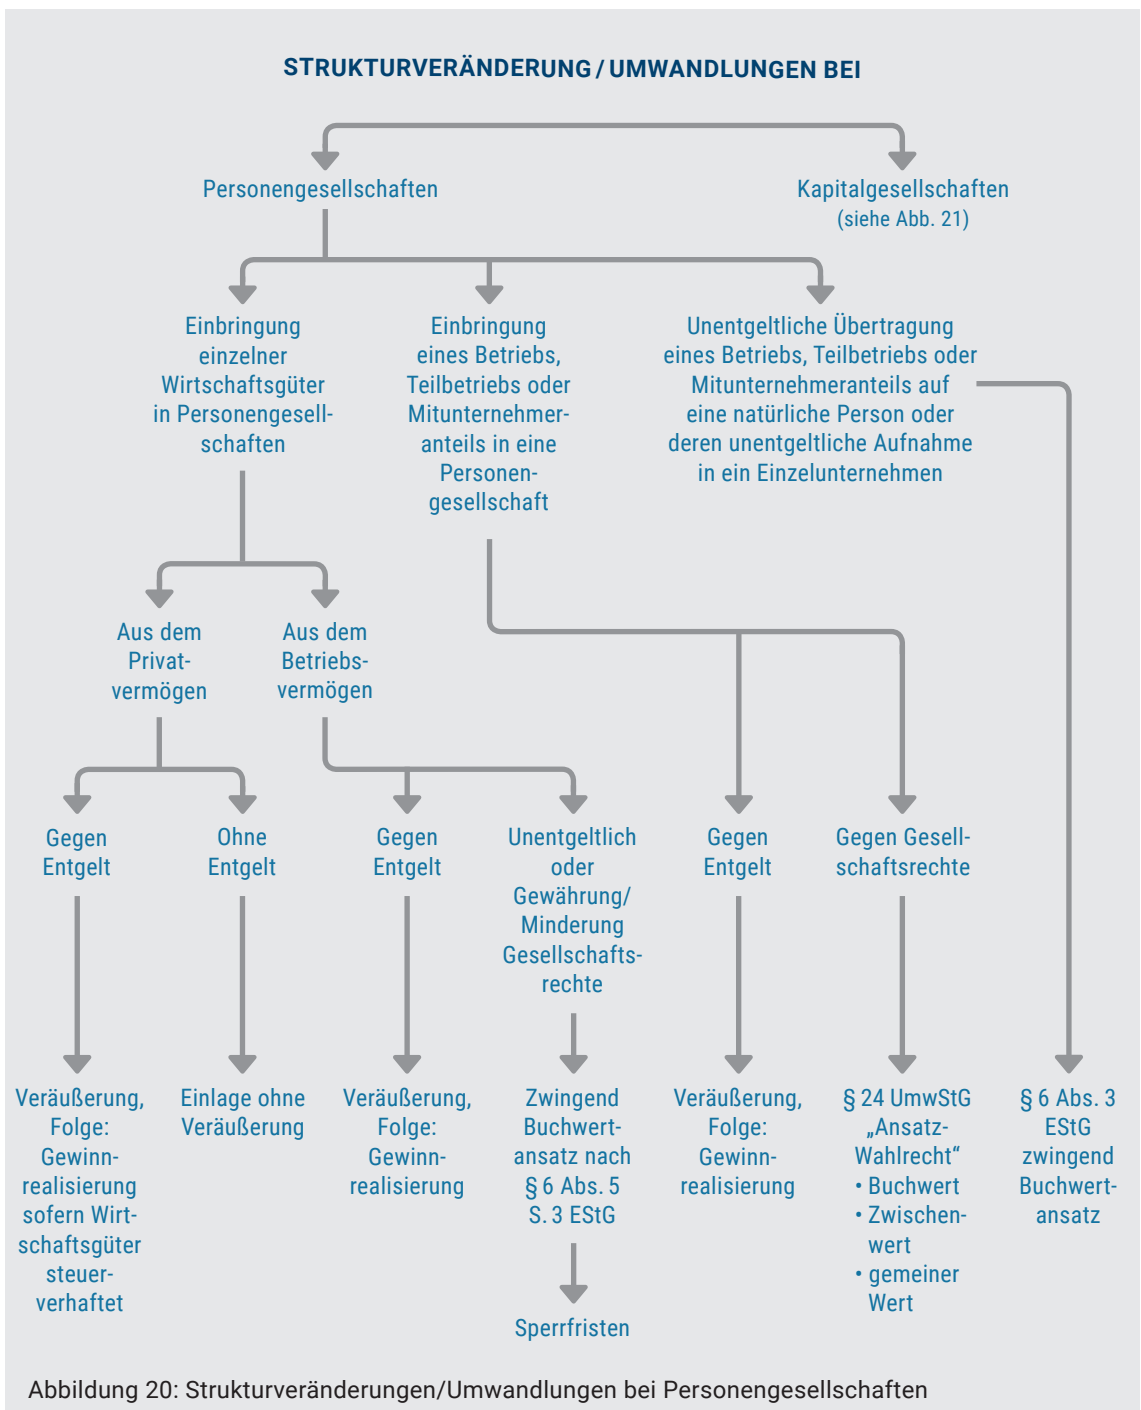 STRUKTURVERÄNDERUNG / UMWANDLUNGEN BEI
Personengesellschaften
Kapitalgesellschaften
(siehe Abb. 21)
Einbringung
einzelner
Wirtschaftsgüter
in Personengesell-
schaften
Einbringung
eines Betriebs,
Teilbetriebs oder
Mitunternehmer-
anteils in eine
Personen-
gesellschaft
Unentgeltliche Übertragung
eines Betriebs, Teilbetriebs oder
Mitunternehmeranteils auf
eine natürliche Person oder
deren unentgeltliche Aufnahme
in ein Einzelunternehmen
Aus dem
Privat-
vermögen
Aus dem
Betriebs-
vermögen
Gegen
Entgelt
Ohne
Entgelt
Gegen
Entgelt
Unentgeltlich
oder
Gewährung/
Minderung
Gesellschafts-
rechte
Gegen
Entgelt
Gegen Gesell-
schaftsrechte
Veräußerung,
Folge:
Gewinn-
realisierung
sofern Wirt-
schaftsgüter
steuer-
verhaftet
Einlage ohne
Veräußerung
Veräußerung,
Folge:
Gewinn-
realisierung
Zwingend
Buchwert-
ansatz nach
§ 6 Abs. 5
S. 3 EStG
Sperrfristen
Veräußerung,
Folge:
Gewinn-
realisierung
§ 24 UmwStG
„Ansatz-
Wahlrecht“
• Buchwert
• Zwischen-
wert
• gemeiner
Wert
§ 6 Abs. 3
EStG
zwingend
Buchwert-
ansatz
Abbildung 20: Strukturveränderungen/Umwandlungen bei Personengesellschaften